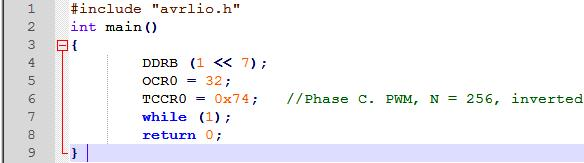 1 #include "avrlio.h"
2 int main()
3 {
4 DDRB (1 << 7);
5 OCR0 = 32;
6 TCCR0 = 0x74; //Phase C. PWM, N = 256, inverted
7 while (1);
8 return 0;
9 }